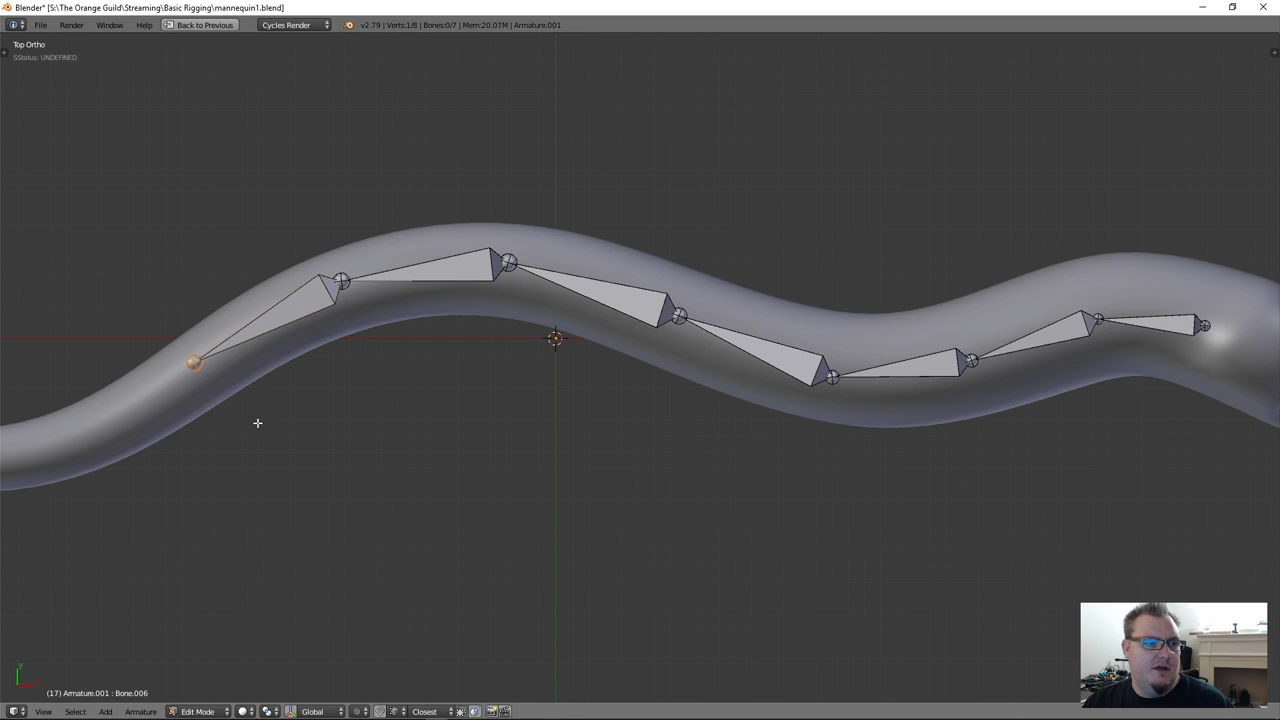 Blender* [S:\The Orange Guild\Streaming\Basic Rigging\mannequin1.blend]
File Render Window Help Back to Previous Cycles Render v2.79 | Verts:1/8 | Bones:0/7 | Mem:20.07M | Armature.001
Top Ortho
SStatus: UNDEFINED
y
(17) Armature.001 : Bone.006
View Select Add Armature Edit Mode Global Closest